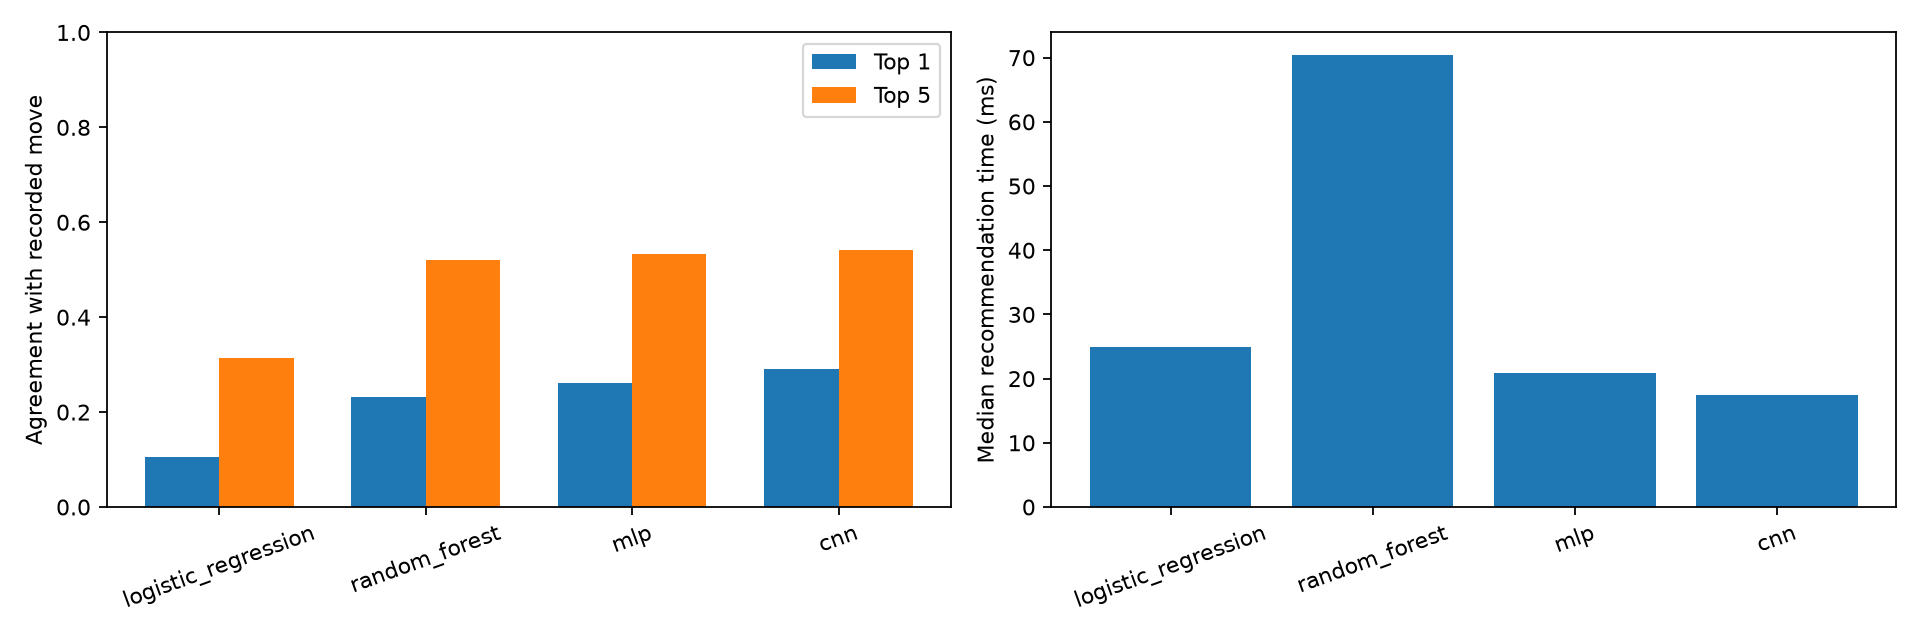 Agreement with recorded move
1.0
0.8
0.6
0.4
0.2
0.0
Top 1
Top 5
logistic_regression
random_forest
mlp
cnn
Median recommendation time (ms)
70
60
50
40
30
20
10
0
logistic_regression
random_forest
mlp
cnn